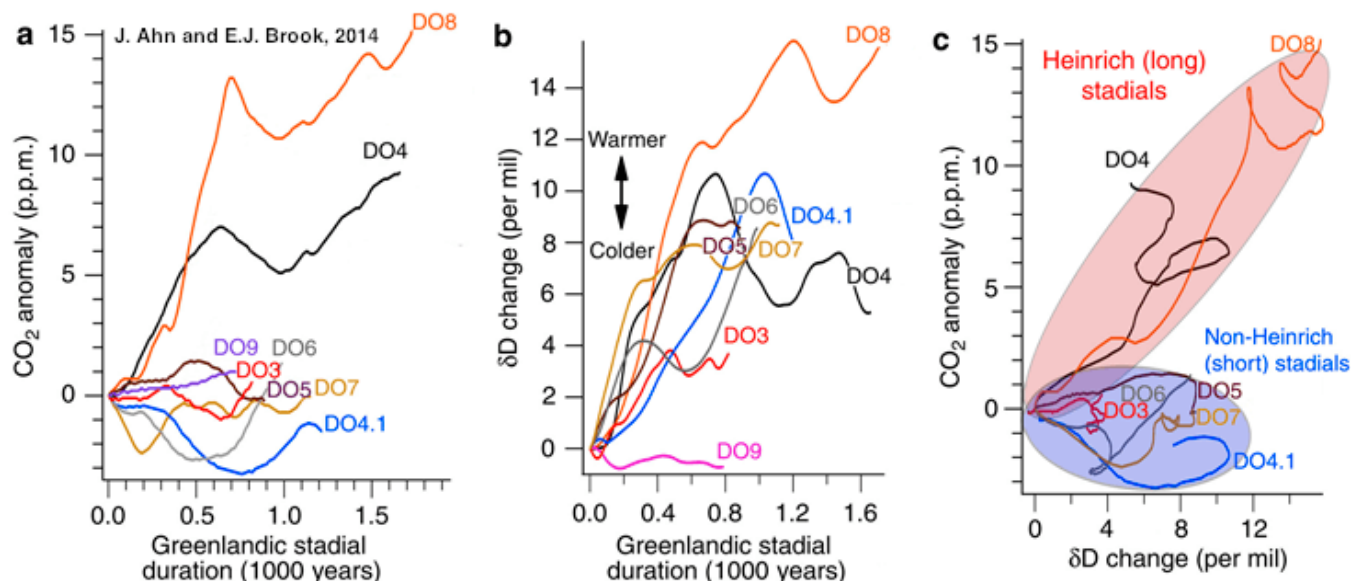 a
J. Ahn and E.J. Brook, 2014
15
10
5
0
CO2 anomaly (p.p.m.)
DO8
DO4
DO9
DO6
DO3
DO5
DO7
DO4.1
0.0
0.5
1.0
1.5
Greenlandic stadial
duration (1000 years)
b
14
12
10
8
6
4
2
0
δD change (per mil)
Warmer
Colder
DO8
DO6
DO4.1
DO5
DO7
DO4
DO3
DO9
0
0.4
0.8
1.2
1.6
Greenlandic stadial
duration (1000 years)
c
15
10
5
0
CO2 anomaly (p.p.m.)
DO8
Heinrich (long)
stadials
DO4
Non-Heinrich
(short) stadials
DO6
DO5
DO3
DO7
DO4.1
0
4
8
12
δD change (per mil)